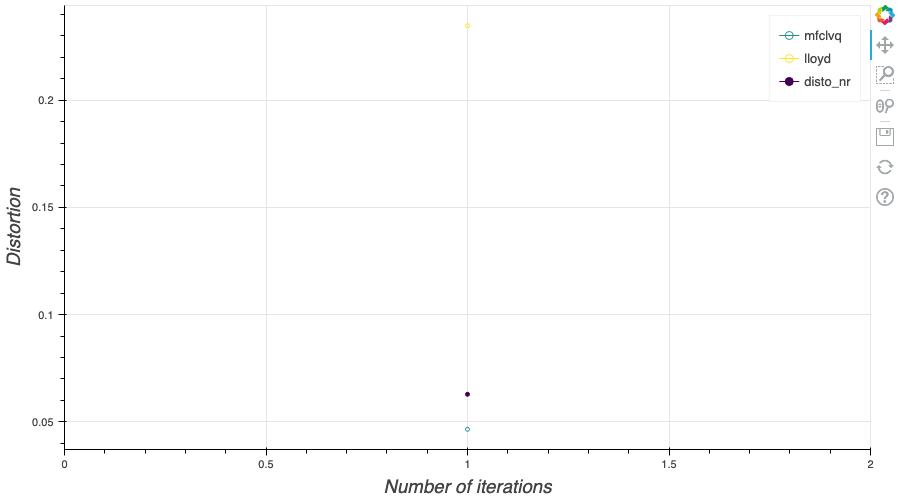 mfclvq
lloyd
disto_nr
0.2
0.15
0.1
0.05
Distortion
0 0.5 1 1.5 2
Number of iterations